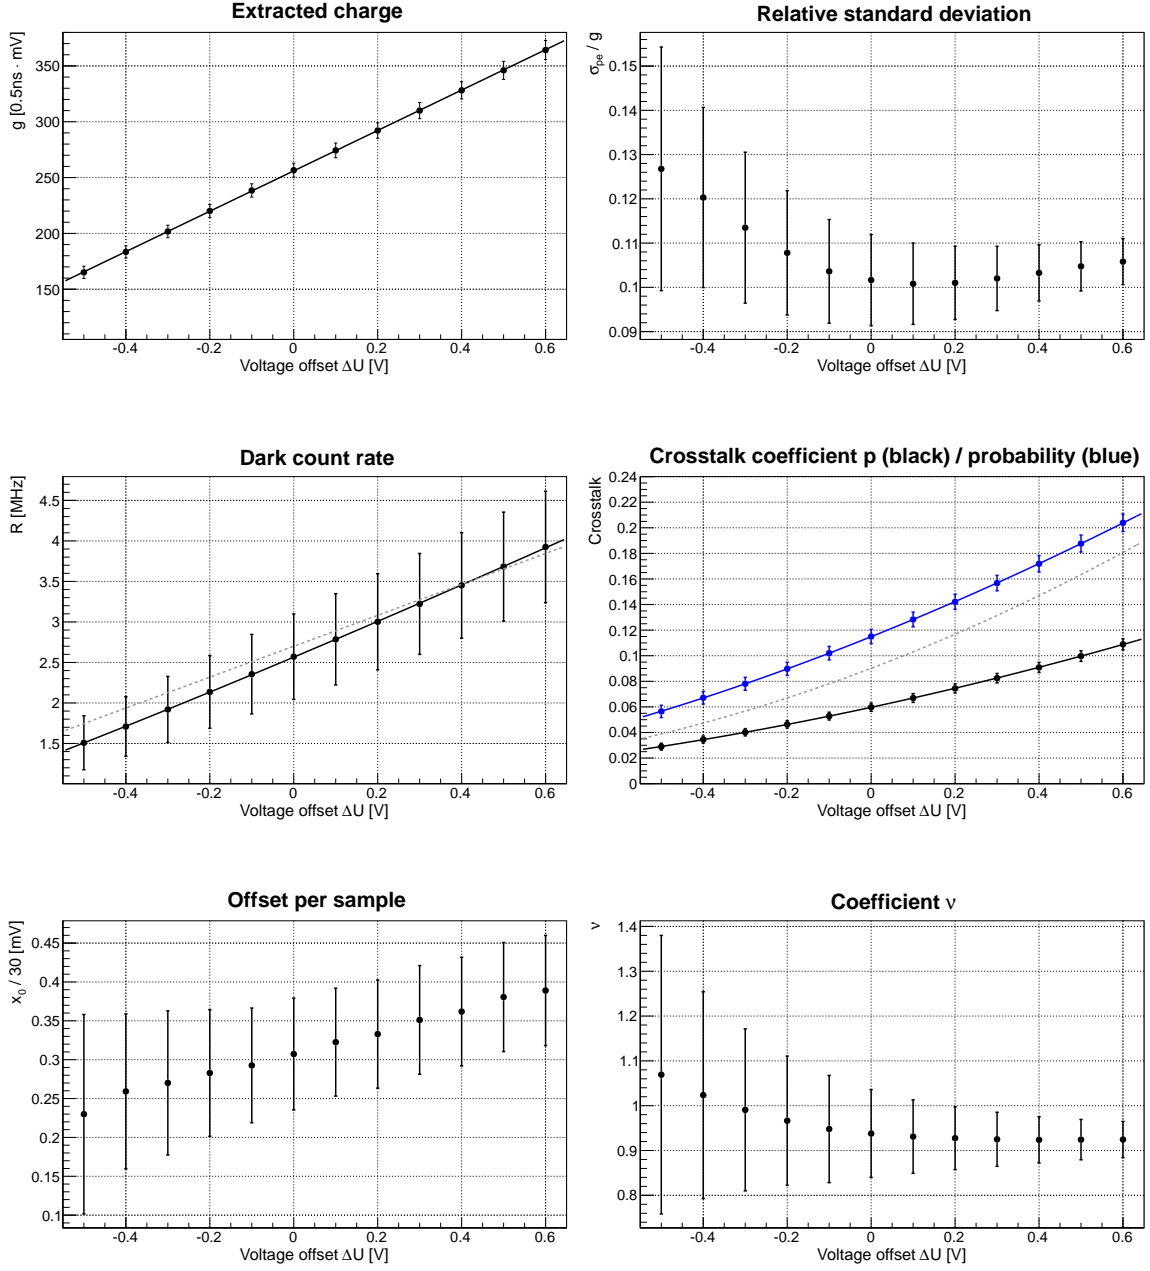 Extracted charge
g [0.5ns · mV]
350
300
250
200
150
-0.4 -0.2 0 0.2 0.4 0.6
Voltage offset ΔU [V]
Relative standard deviation
σpe / g
0.15
0.14
0.13
0.12
0.11
0.1
0.09
-0.4 -0.2 0 0.2 0.4 0.6
Voltage offset ΔU [V]
Dark count rate
R [MHz]
4.5
4
3.5
3
2.5
2
1.5
-0.4 -0.2 0 0.2 0.4 0.6
Voltage offset ΔU [V]
Crosstalk coefficient p (black) / probability (blue)
Crosstalk
0.24
0.22
0.2
0.18
0.16
0.14
0.12
0.1
0.08
0.06
0.04
0.02
0
-0.4 -0.2 0 0.2 0.4 0.6
Voltage offset ΔU [V]
Offset per sample
x0 / 30 [mV]
0.45
0.4
0.35
0.3
0.25
0.2
0.15
0.1
-0.4 -0.2 0 0.2 0.4 0.6
Voltage offset ΔU [V]
Coefficient ν
ν
1.4
1.3
1.2
1.1
1
0.9
0.8
-0.4 -0.2 0 0.2 0.4 0.6
Voltage offset ΔU [V]